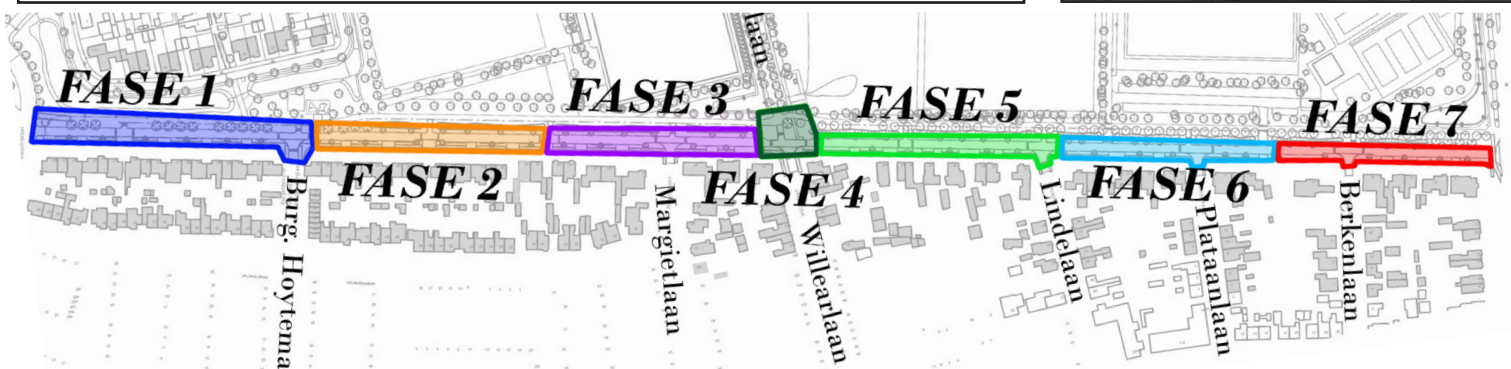 laan
FASE 1
FASE 2
FASE 3
FASE 4
FASE 5
FASE 6
FASE 7
Burg. Hoytema
Margietlaan
Willearlaan
Lindelaan
Plataanlaan
Berkenlaan